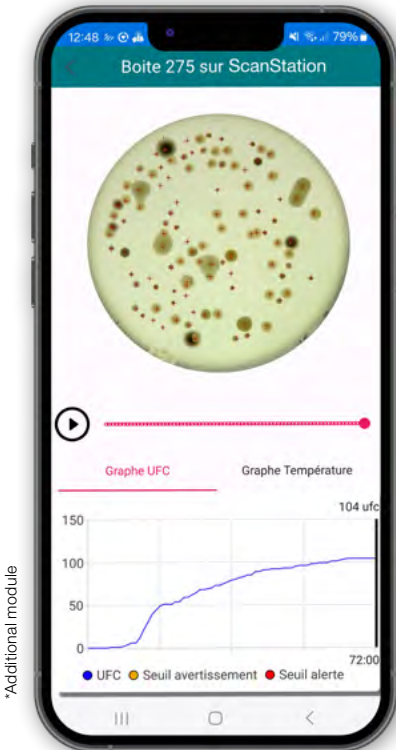 12:48 79%
Boite 275 sur ScanStation
Graphe UFC Graphe Température
104 ufc
150
100
50
0
72:00
UFC Seuil avertissement Seuil alerte
*Additional module